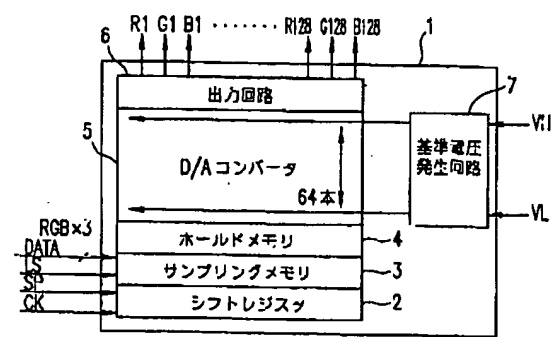 R1 G1 B1 ······· R128 G128 B128
1
6
出力回路
7
VH
5
D/Aコンバータ
64本
基準電圧
発生回路
VL
RGB×3
DATA
ホールドメモリ
4
LS
サンプリングメモリ
3
SP
シフトレジスタ
2
CK